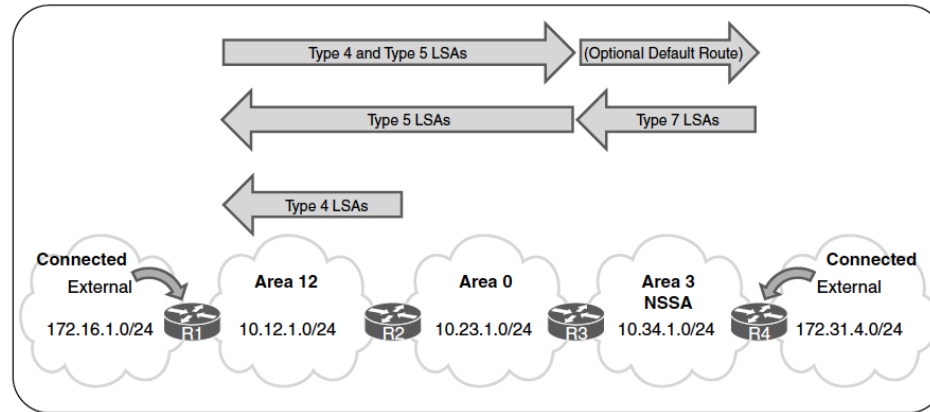 Type 4 and Type 5 LSAs
(Optional Default Route)
Type 5 LSAs
Type 7 LSAs
Type 4 LSAs
Connected
External
172.16.1.0/24
R1
Area 12
10.12.1.0/24
R2
Area 0
10.23.1.0/24
R3
Area 3
NSSA
10.34.1.0/24
R4
Connected
External
172.31.4.0/24